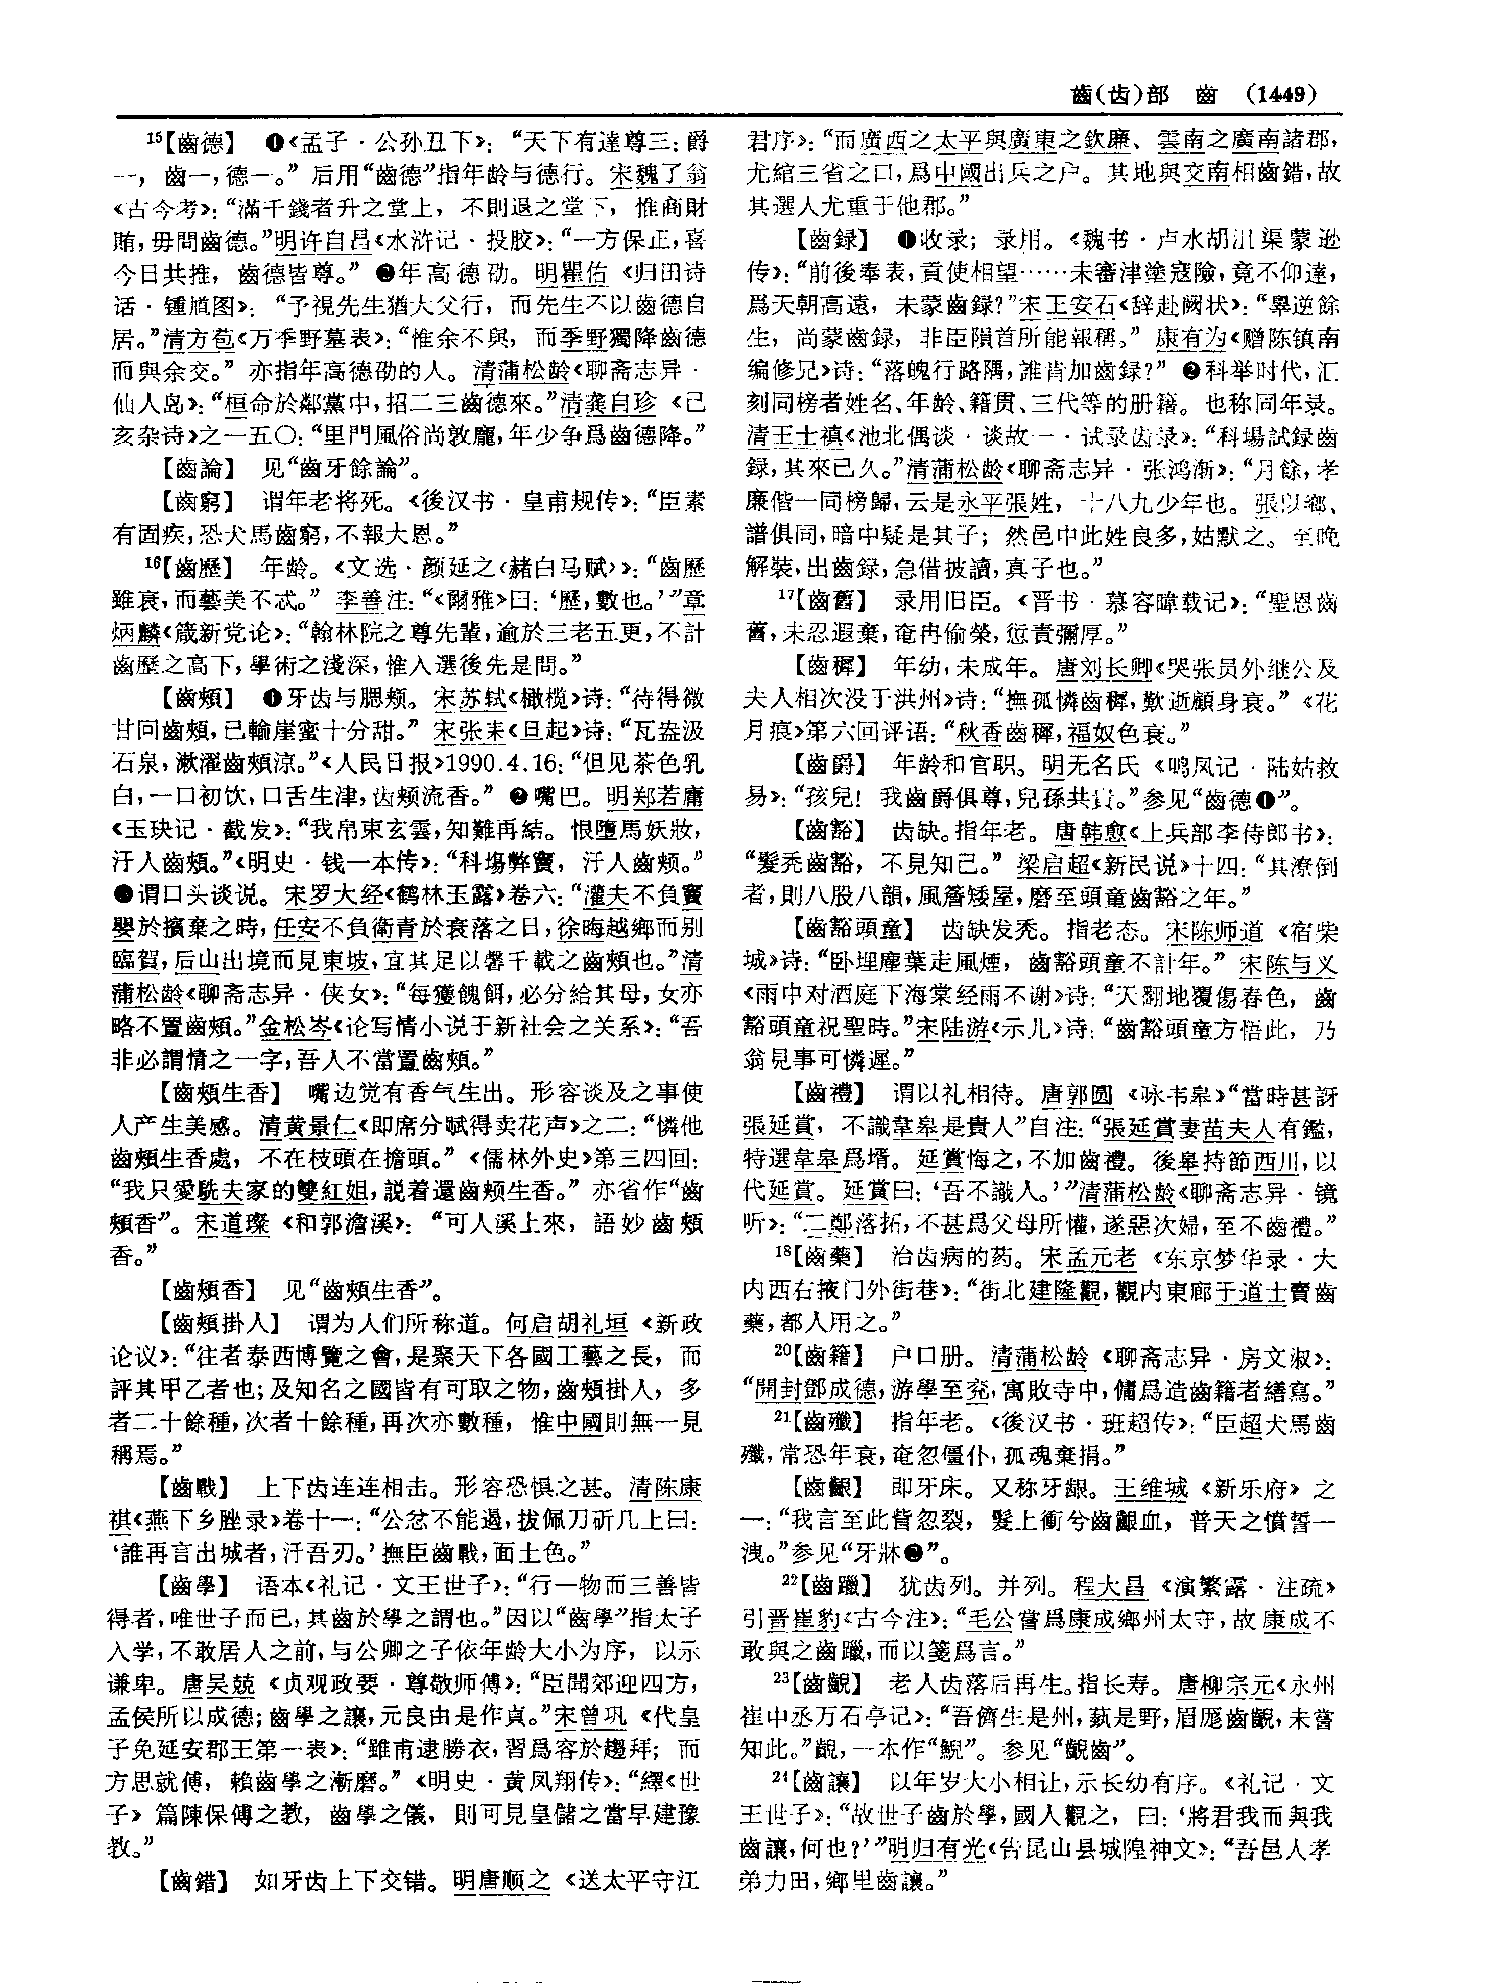 齒(齿)部 齒 (1449)
15【齒德】 ❶《孟子·公孙丑下》：“天下有達尊三：爵
一，齒一，德一。”后用“齒德”指年龄与德行。宋魏了翁
《古今考》：“滿千錢者升之堂上，不則退之堂下，惟商財
賄，毋問齒德。”明许自昌《水浒记·投胶》：“一方保正，喜
今日共推，齒德皆尊。”❷年高德劭。明瞿佑《归田诗
话·锺馗图》：“予視先生猶大父行，而先生不以齒德自
居。”清方苞《万季野墓表》：“惟余不與，而季野獨降齒德
而與余交。”亦指年高德劭的人。清蒲松龄《聊斋志异·
仙人岛》：“桓命於鄰黨中，招二三齒德來。”清龚自珍《己
亥杂诗》之一五〇：“里門風俗尚敦龐，年少争爲齒德降。”
【齒論】 见“齒牙餘論”。
【齒窮】 谓年老将死。《後汉书·皇甫规传》：“臣素
有固疾，恐犬馬齒窮，不報大恩。”
16【齒歷】 年龄。《文选·颜延之〈赭白马赋〉》：“齒歷
雖衰，而藝美不忒。”李善注：“《爾雅》曰：‘歷，數也。’”章
炳麟《箴新党论》：“翰林院之尊先輩，逾於三老五更，不計
齒歷之高下，學術之淺深，惟入選後先是問。”
【齒頰】 ❶牙齿与腮颊。宋苏轼《橄榄》诗：“待得微
甘回齒頰，已輸崖蜜十分甜。”宋张耒《旦起》诗：“瓦盎汲
石泉，漱濯齒頰涼。”《人民日报》1990.4.16：“但见茶色乳
白，一口初饮，口舌生津，齿颊流香。”❷嘴巴。明郑若庸
《玉玦记·截发》：“我帛束玄雲，知難再結。恨墮馬妖妝，
汙人齒頰。”《明史·钱一本传》：“科場弊竇，汙人齒颊。”
●谓口头谈说。宋罗大经《鹤林玉露》卷六：“灌夫不負竇
嬰於擯棄之時，任安不負衛青於衰落之日，徐晦越鄉而别
臨賀，后山出境而見東坡，宜其足以馨千載之齒頰也。”清
蒲松龄《聊斋志异·侠女》：“每獲餽餌，必分給其母，女亦
略不置齒頰。”金松岑《论写情小说于新社会之关系》：“吾
非必謂情之一字，吾人不當置齒頰。”
【齒頰生香】 嘴边觉有香气生出。形容谈及之事使
人产生美感。清黄景仁《即席分赋得卖花声》之二：“憐他
齒頰生香處，不在枝頭在擔頭。”《儒林外史》第三四回：
“我只愛駪夫家的雙紅姐，説着還齒颊生香。”亦省作“齒
頰香”。宋道璨《和郭澹溪》：“可人溪上來，語妙齒頰
香。”
【齒頰香】 见“齒頰生香”。
【齒頰掛人】 谓为人们所称道。何启胡礼垣《新政
论议》：“往者泰西博覽之會，是聚天下各國工藝之長，而
評其甲乙者也；及知名之國皆有可取之物，齒頰掛人，多
者二十餘種，次者十餘種，再次亦數種，惟中國則無一見
稱焉。”
【齒戰】 上下齿连连相击。形容恐惧之甚。清陈康
祺《燕下乡脞录》卷十一：“公忿不能遏，拔佩刀斫几上曰：
‘誰再言出城者，汙吾刃。’撫臣齒戰，面土色。”
【齒學】 语本《礼记·文王世子》：“行一物而三善皆
得者，唯世子而已，其齒於學之謂也。”因以“齒學”指太子
入学，不敢居人之前，与公卿之子依年龄大小为序，以示
谦卑。唐吴兢《贞观政要·尊敬师傅》：“臣聞郊迎四方，
孟侯所以成德；齒學之讓，元良由是作貞。”宋曾巩《代皇
子免延安郡王第一表》：“雖甫逮勝衣，習爲容於趨拜；而
方思就傅，賴齒學之漸磨。”《明史·黄凤翔传》：“繹《世
子》篇陳保傅之教，齒學之儀，則可見皇儲之當早建豫
教。”
【齒錯】 如牙齿上下交错。明唐顺之《送太平守江
君序》：“而廣西之太平與廣東之欽廉、雲南之廣南諸郡，
尤綰三省之口，爲中國出兵之户。其地與交南相齒錯，故
其選人尤重于他郡。”
【齒録】 ❶收录；录用。《魏书·卢水胡沮渠蒙逊
传》：“前後奉表，貢使相望……未審津塗寇險，竟不仰達，
爲天朝高遠，未蒙齒録？”宋王安石《辞赴阙状》：“辠逆餘
生，尚蒙齒録，非臣隕首所能報稱。”康有为《赠陈镇南
编修兄》诗：“落魄行路隅，誰肯加齒録？”❷科举时代，汇
刻同榜者姓名、年龄、籍贯、三代等的册籍。也称同年录。
清王士禛《池北偶谈·谈故一·试录齿录》：“科場試録齒
録，其來已久。”清蒲松龄《聊斋志异·张鸿渐》：“月餘，孝
廉偕一同榜歸，云是永平張姓，十八九少年也。張以鄉、
譜俱同，暗中疑是其子；然邑中此姓良多，姑默之。至晚
解裝，出齒録，急借披讀，真子也。”
17【齒舊】 录用旧臣。《晋书·慕容暐载记》：“聖恩齒
舊，未忍遐棄，奄冉偷榮，愆責彌厚。”
【齒穉】 年幼，未成年。唐刘长卿《哭张员外继公及
夫人相次没于洪州》诗：“撫孤憐齒穉，歎逝顧身衰。”《花
月痕》第六回评语：“秋香齒穉，福奴色衰。”
【齒爵】 年龄和官职。明无名氏《鸣凤记·陆姑救
易》：“孩兒！我齒爵俱尊，兒孫共貴。”参见“齒德❶”。
【齒豁】 齿缺。指年老。唐韩愈《上兵部李侍郎书》：
“髮秃齒豁，不見知己。”梁启超《新民说》十四：“其潦倒
者，則八股八韻，風簷矮屋，磨至頭童齒豁之年。”
【齒豁頭童】 齿缺发秃。指老态。宋陈师道《宿柴
城》诗：“卧埋塵葉走風煙，齒豁頭童不計年。”宋陈与义
《雨中对酒庭下海棠经雨不谢》诗：“天翻地覆傷春色，齒
豁頭童祝聖時。”宋陆游《示儿》诗：“齒豁頭童方悟此，乃
翁見事可憐遲。”
【齒禮】 谓以礼相待。唐郭圆《咏韦皋》“當時甚訝
張延賞，不識韋皋是貴人”自注：“張延賞妻苗夫人有鑑，
特選韋皋爲壻。延賞悔之，不加齒禮。後皋持節西川，以
代延賞。延賞曰：‘吾不識人。’”清蒲松龄《聊斋志异·镜
听》：“二鄭落拓，不甚爲父母所懽，遂惡次婦，至不齒禮。”
18【齒藥】 治齿病的药。宋孟元老《东京梦华录·大
内西右掖门外街巷》：“街北建隆觀，觀内東廊于道士賣齒
藥，都人用之。”
20【齒籍】 户口册。清蒲松龄《聊斋志异·房文淑》：
“開封鄧成德，游學至兖，寓敗寺中，傭爲造齒籍者繕寫。”
21【齒殲】 指年老。《後汉书·班超传》：“臣超犬馬齒
殲，常恐年衰，奄忽僵仆，孤魂棄捐。”
【齒齦】 即牙床。又称牙龈。王维城《新乐府》之
一：“我言至此眥忽裂，髮上衝兮齒齦血，普天之憤誓一
洩。”参见“牙牀❷”。
22【齒躐】 犹齿列。并列。程大昌《演繁露·注疏》
引晋崔豹《古今注》：“毛公嘗爲康成鄉州太守，故康成不
敢與之齒躐，而以箋爲言。”
23【齒齯】 老人齿落后再生。指长寿。唐柳宗元《永州
崔中丞万石亭记》：“吾儕生是州，蓺是野，眉厖齒齯，未嘗
知此。”齯，一本作“鯢”。参见“齯齒”。
24【齒讓】 以年岁大小相让，示长幼有序。《礼记·文
王世子》：“故世子齒於學，國人觀之，曰：‘將君我而與我
齒讓，何也？’”明归有光《告昆山县城隍神文》：“吾邑人孝
弟力田，鄉里齒讓。”